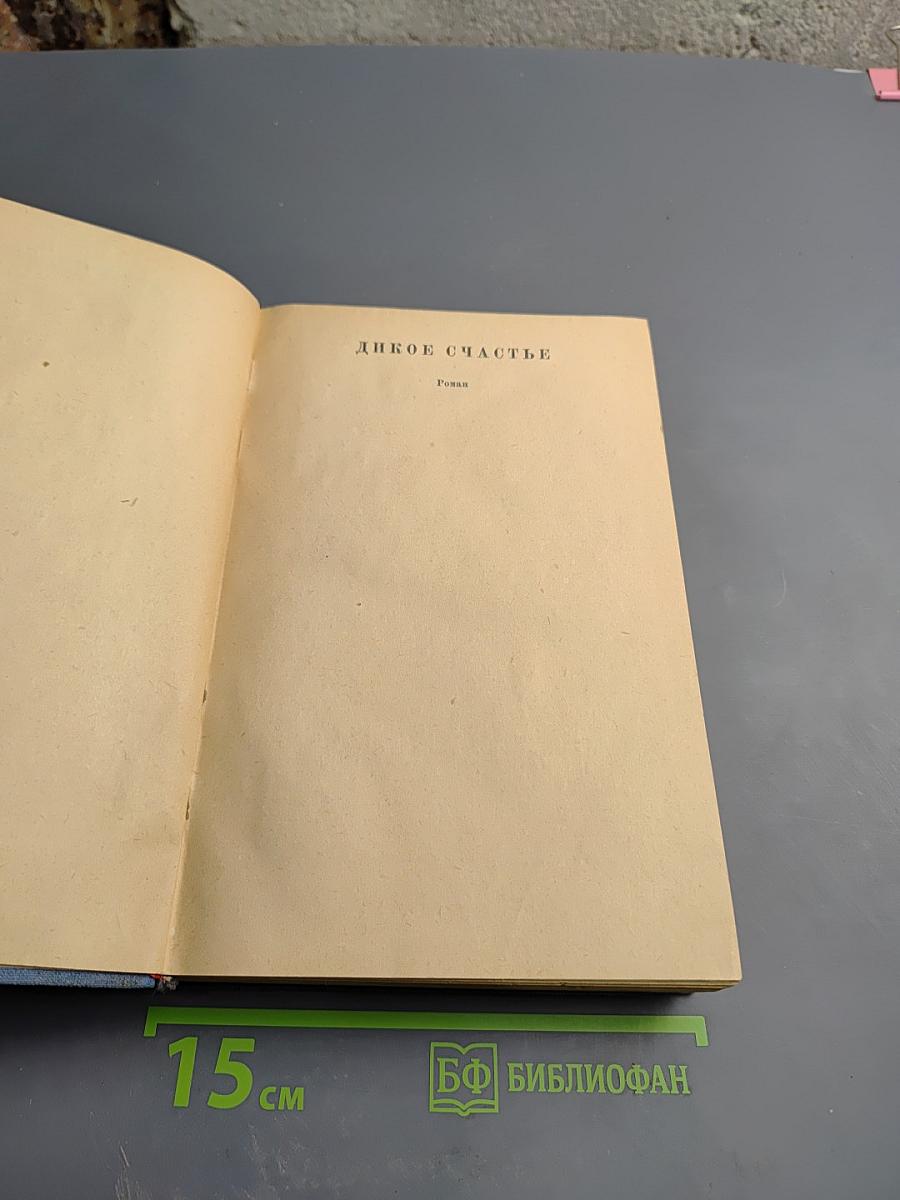 ДИКОЕ СЧАСТЬЕ
Роман
15 см
БФ БИБЛИОФАН